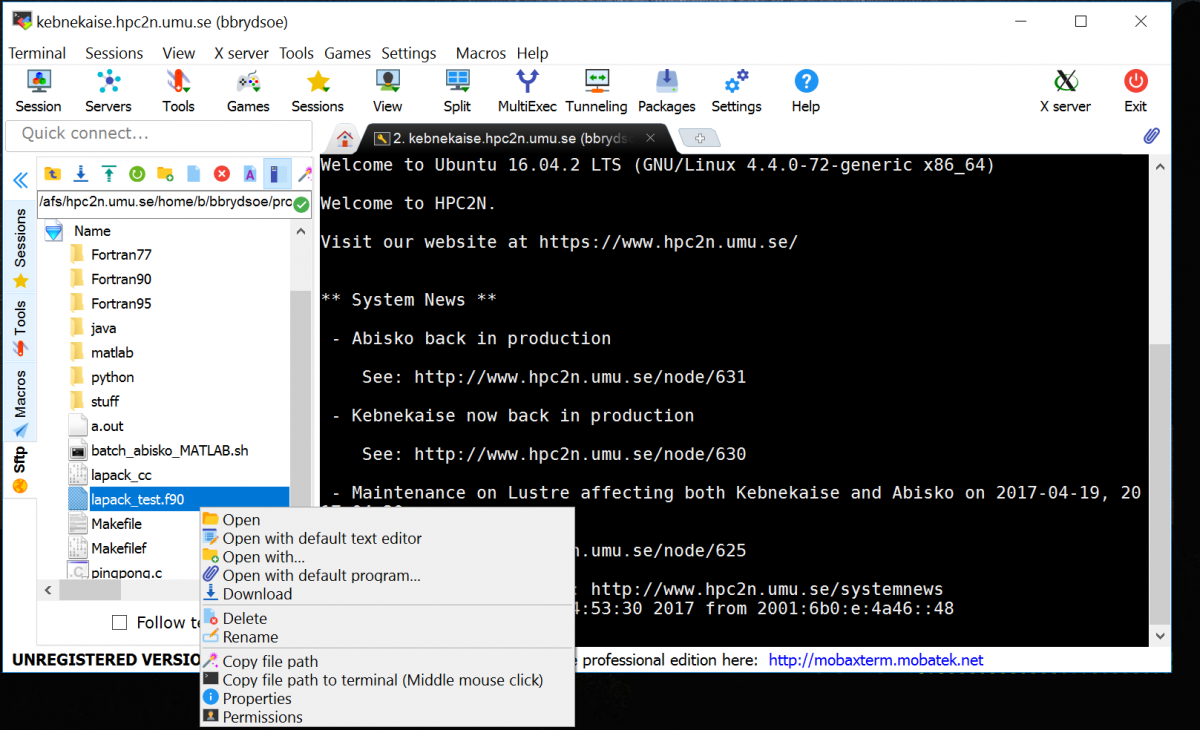 kebnekaise.hpc2n.umu.se (bbrydsoe)
Terminal Sessions View X server Tools Games Settings Macros Help
Session Servers Tools Games Sessions View Split MultiExec Tunneling Packages Settings Help X server Exit
Quick connect...
2. kebnekaise.hpc2n.umu.se (bbryds
/afs/hpc2n.umu.se/home/b/bbrydsoe/pro
Sessions
Tools
Macros
Sftp
Name
Fortran77
Fortran90
Fortran95
java
matlab
python
stuff
a.out
batch_abisko_MATLAB.sh
lapack_cc
lapack_test.f90
Makefile
Makefilef
pingpong.c
Follow te
Welcome to Ubuntu 16.04.2 LTS (GNU/Linux 4.4.0-72-generic x86_64)
Welcome to HPC2N.
Visit our website at https://www.hpc2n.umu.se/
** System News **
- Abisko back in production
See: http://www.hpc2n.umu.se/node/631
- Kebnekaise now back in production
See: http://www.hpc2n.umu.se/node/630
- Maintenance on Lustre affecting both Kebnekaise and Abisko on 2017-04-19, 20
n.umu.se/node/625
: http://www.hpc2n.umu.se/systemnews
4:53:30 2017 from 2001:6b0:e:4a46::48
Open
Open with default text editor
Open with...
Open with default program...
Download
Delete
Rename
Copy file path
Copy file path to terminal (Middle mouse click)
Properties
Permissions
UNREGISTERED VERSIO
e professional edition here: http://mobaxterm.mobatek.net